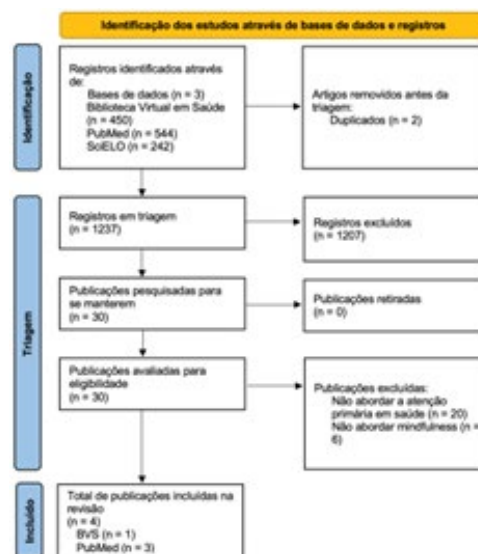 Identificação dos estudos através de bases de dados e registros
Identificação
Registros identificados através
de:
Bases de dados (n = 3)
Biblioteca Virtual em Saúde
(n = 450)
PubMed (n = 544)
SciELO (n = 242)
Artigos removidos antes da
triagem:
Duplicados (n = 2)
Triagem
Registros em triagem
(n = 1237)
Registros excluídos
(n = 1207)
Publicações pesquisadas para
se manterem
(n = 30)
Publicações retiradas
(n = 0)
Publicações avaliadas para
elegibilidade
(n = 30)
Publicações excluídas:
Não abordar a atenção
primária em saúde (n = 20)
Não abordar mindfulness (n =
6)
Incluído
Total de publicações incluídas na
revisão
(n = 4)
BVS (n = 1)
PubMed (n = 3)